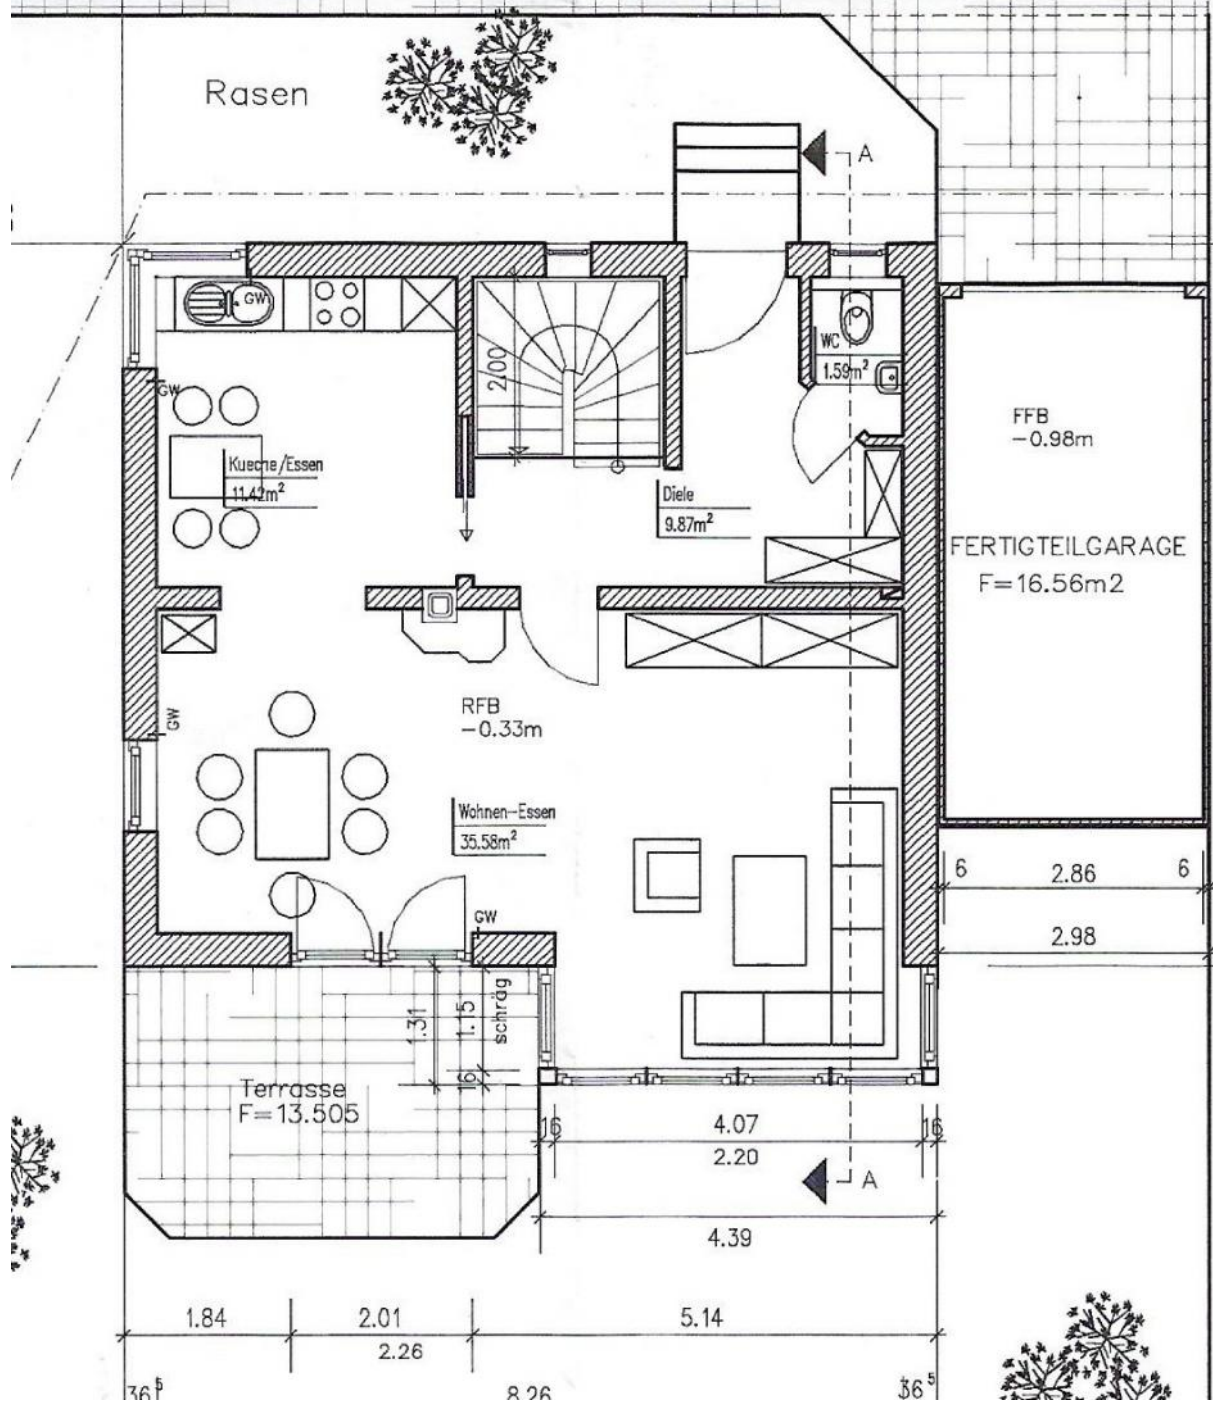 Rasen
A
GW
WC
1.59m²
2.00
GW
FFB
-0.98m
Kueche/Essen
11.42m²
Diele
9.87m²
FERTIGTEILGARAGE
F=16.56m2
RFB
-0.33m
GW
Wohnen-Essen
35.58m²
6
2.86
6
GW
2.98
1.31
1.15
schräg
16
Terrasse
F=13.505
16
4.07
16
2.20
A
4.39
1.84
2.01
5.14
2.26
36⁵
8.26
36⁵